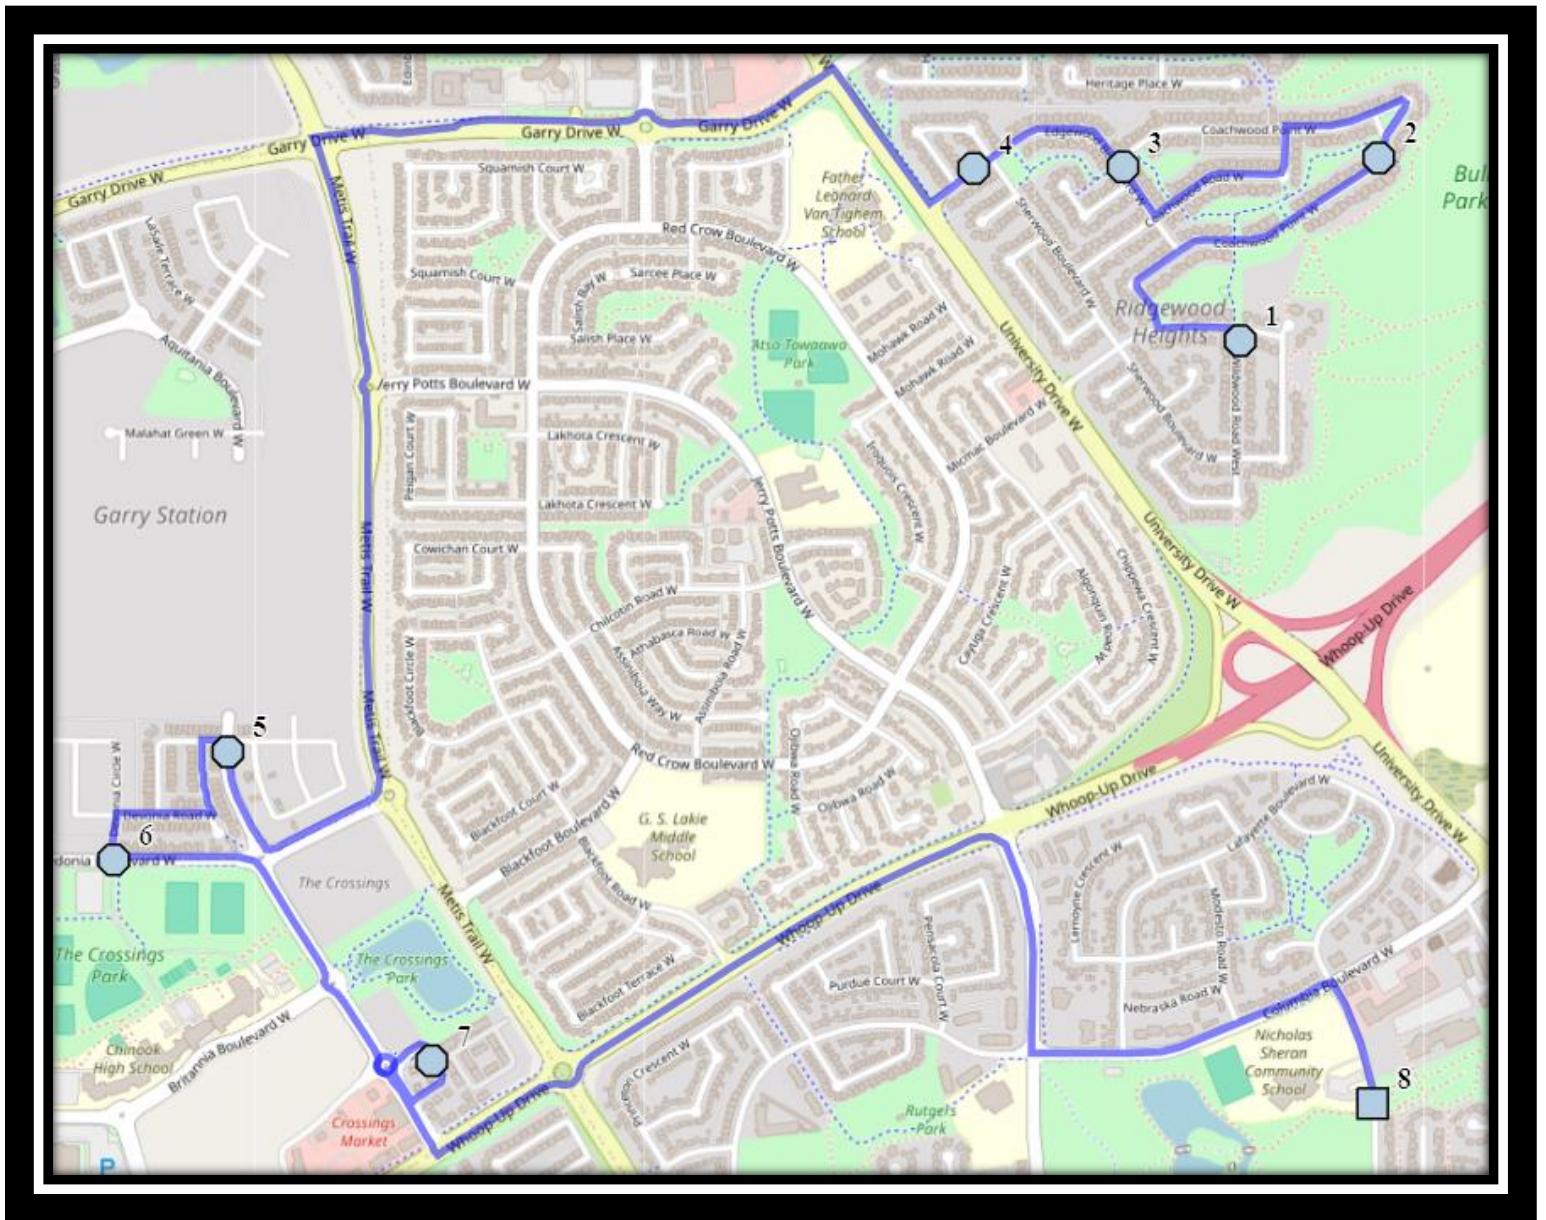 Heritage Place W
Garry Drive W
Garry Drive W
Garry Drive W
Garry Drive W
Coachwood Point W
2
4
3
Squamish Court W
Father
Leonard
Van Tighem
School
Coachwood Road W
Metis Trail W
LaSalle Terrace W
Sherwood Boulevard W
Coachwood Point W
Red Crow Boulevard W
Squamish Court W
Salish Bay W
Sarcee Place W
Ridgewood
Heights
1
Salish Place W
Atso Towaawa
Park
Mohawk Road W
Mohawk Road W
University Drive W
Aquitania Boulevard W
Jerry Potts Boulevard W
Sherwood Boulevard W
Wildwood Road West
Malahat Green W
Peigan Court W
Lakhota Crescent W
Micmac Boulevard W
Iroquois Crescent W
Lakhota Crescent W
Garry Station
Jerry Potts Boulevard W
University Drive W
Metis Trail W
Cowichan Court W
Chippewa Crescent W
Algonquin Road W
Cayuga Crescent W
Chilcotin Road W
Athabasca Road W
Assiniboia Way W
Assiniboia Road W
Whoop-Up Drive
Blackfoot Circle W
Metis Trail W
5
Red Crow Boulevard W
Ojibwa Road W
Ojibwa Road W
Whoop-Up Drive
University Drive W
Devonia Road W
6
Blackfoot Court W
Blackfoot Boulevard W
G. S. Lakie
Middle
School
Lafayette Boulevard W
Lemoyne Crescent W
Modesto Road W
The Crossings
Blackfoot Road W
Metis Trail W
Whoop-Up Drive
Pensacola Court W
The Crossings
Park
The Crossings
Park
Blackfoot Terrace W
Purdue Court W
Nebraska Road W
Columbia Boulevard W
Chinook
High School
Britannia Boulevard W
7
Princeton Crescent W
Nicholas
Sheran
Community
School
8
Crossings
Market
Whoop-Up Drive
Rutgers
Park
P